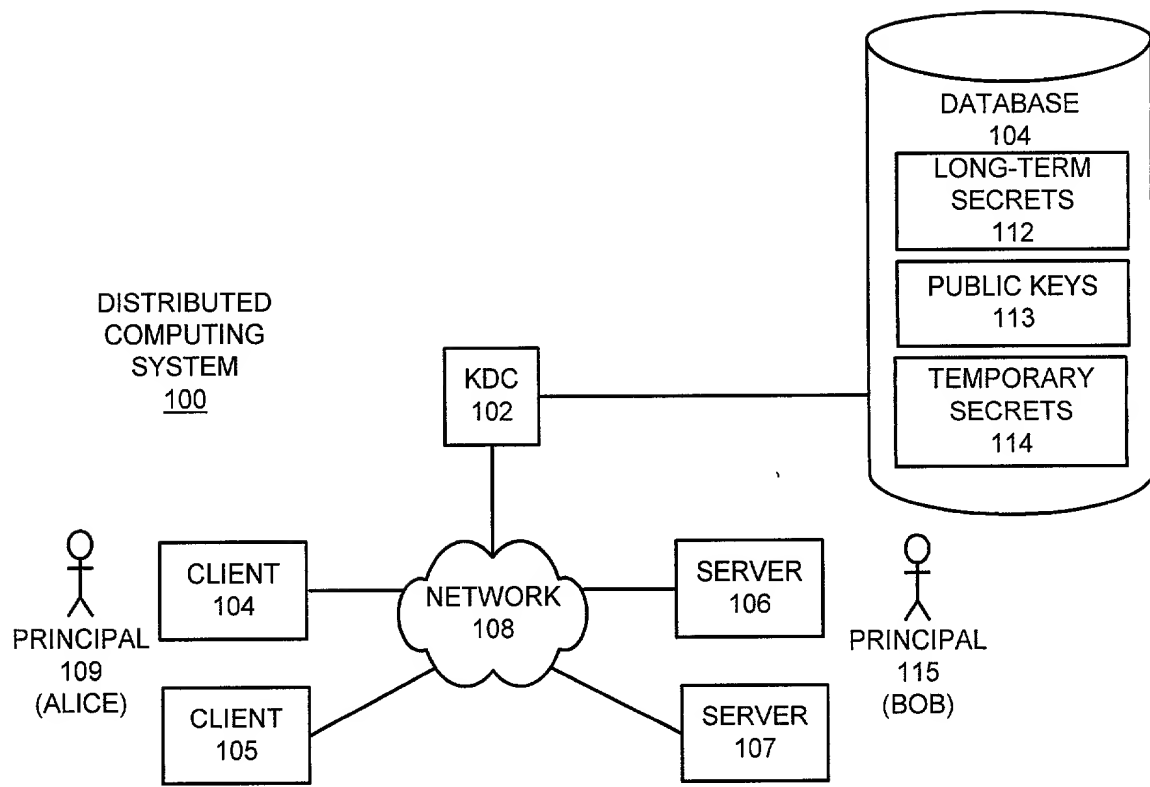 DATABASE
104
LONG-TERM
SECRETS
112
PUBLIC KEYS
113
TEMPORARY
SECRETS
114
DISTRIBUTED
COMPUTING
SYSTEM
100
KDC
102
PRINCIPAL
109
(ALICE)
CLIENT
104
CLIENT
105
NETWORK
108
SERVER
106
SERVER
107
PRINCIPAL
115
(BOB)